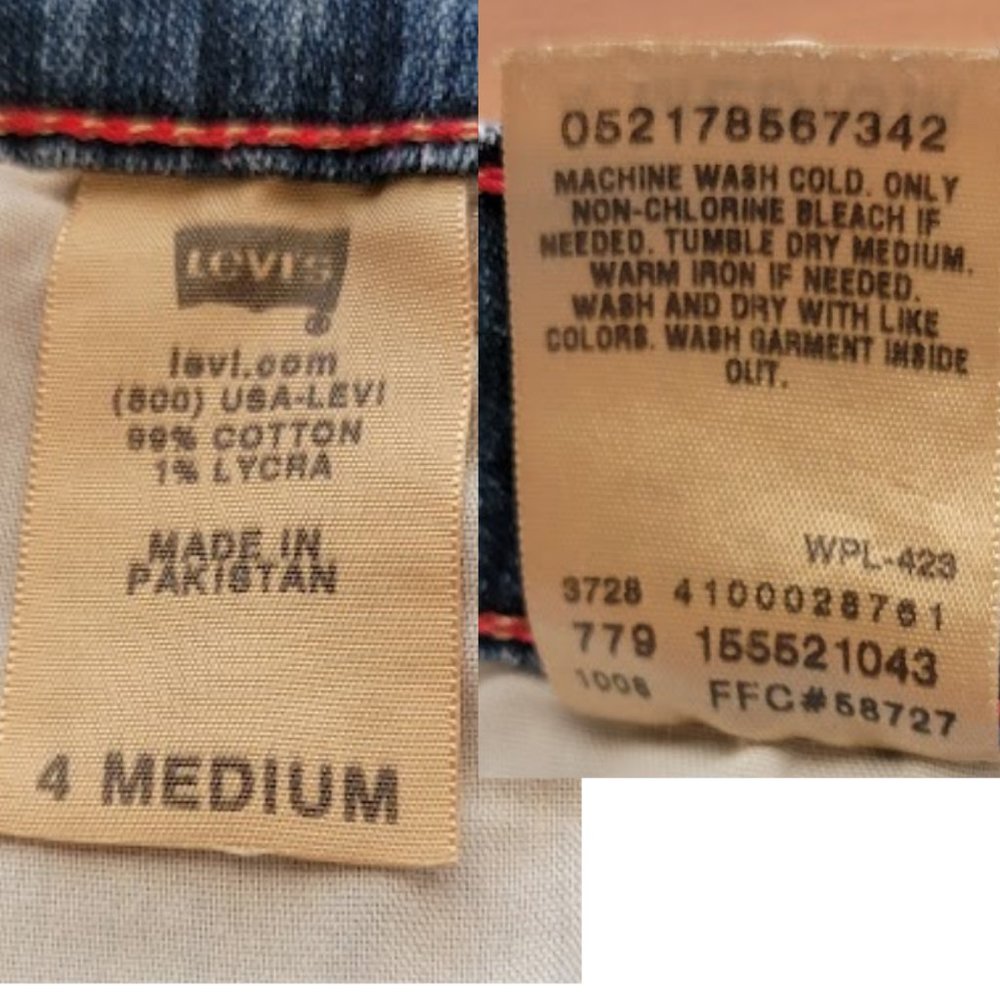 Levi's
®
levi.com
(800) USA-LEVI
99% COTTON
1% LYCRA
MADE IN
PAKISTAN
4 MEDIUM
052178567342
MACHINE WASH COLD. ONLY
NON-CHLORINE BLEACH IF
NEEDED. TUMBLE DRY MEDIUM.
WARM IRON IF NEEDED.
WASH AND DRY WITH LIKE
COLORS. WASH GARMENT INSIDE
OUT.
WPL-423
3728 4100028761
779 155521043
1008 FFC#58727